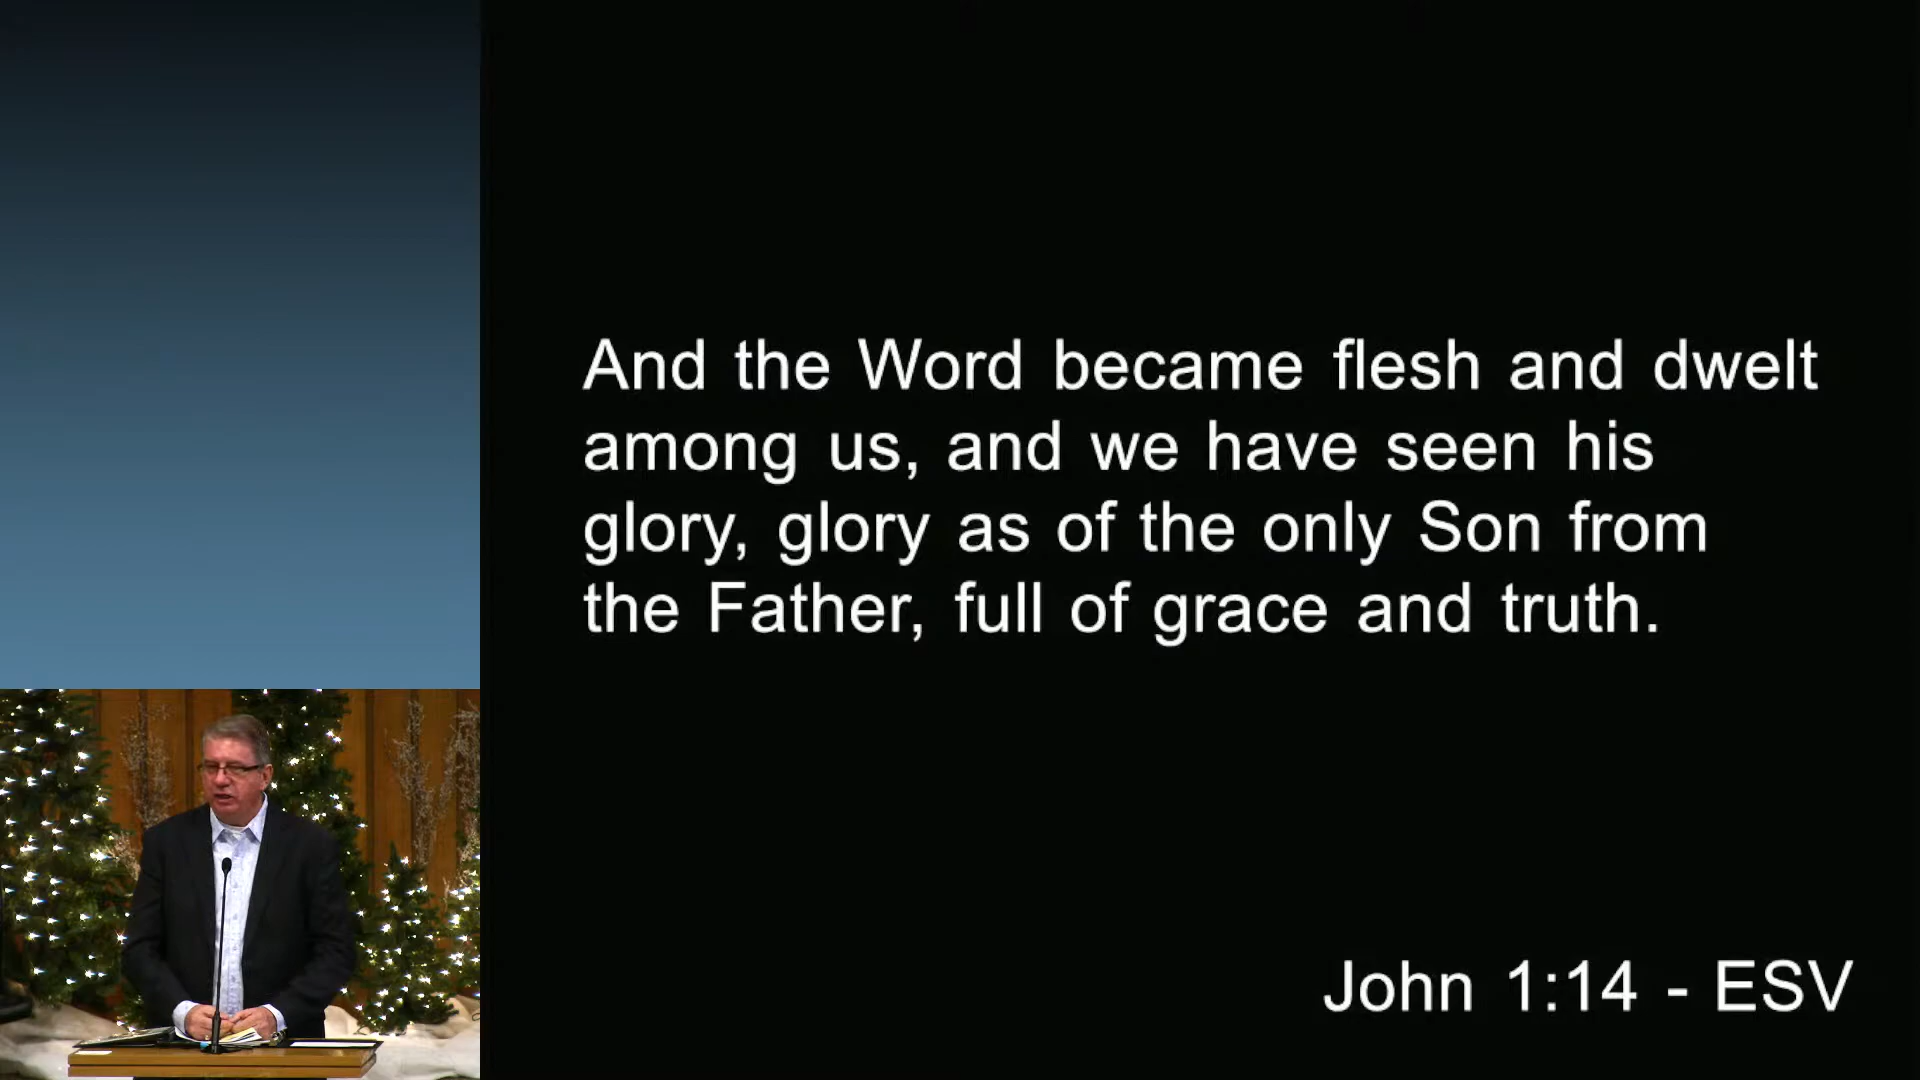 And the Word became flesh and dwelt
among us, and we have seen his
glory, glory as of the only Son from
the Father, full of grace and truth.
John 1:14 - ESV